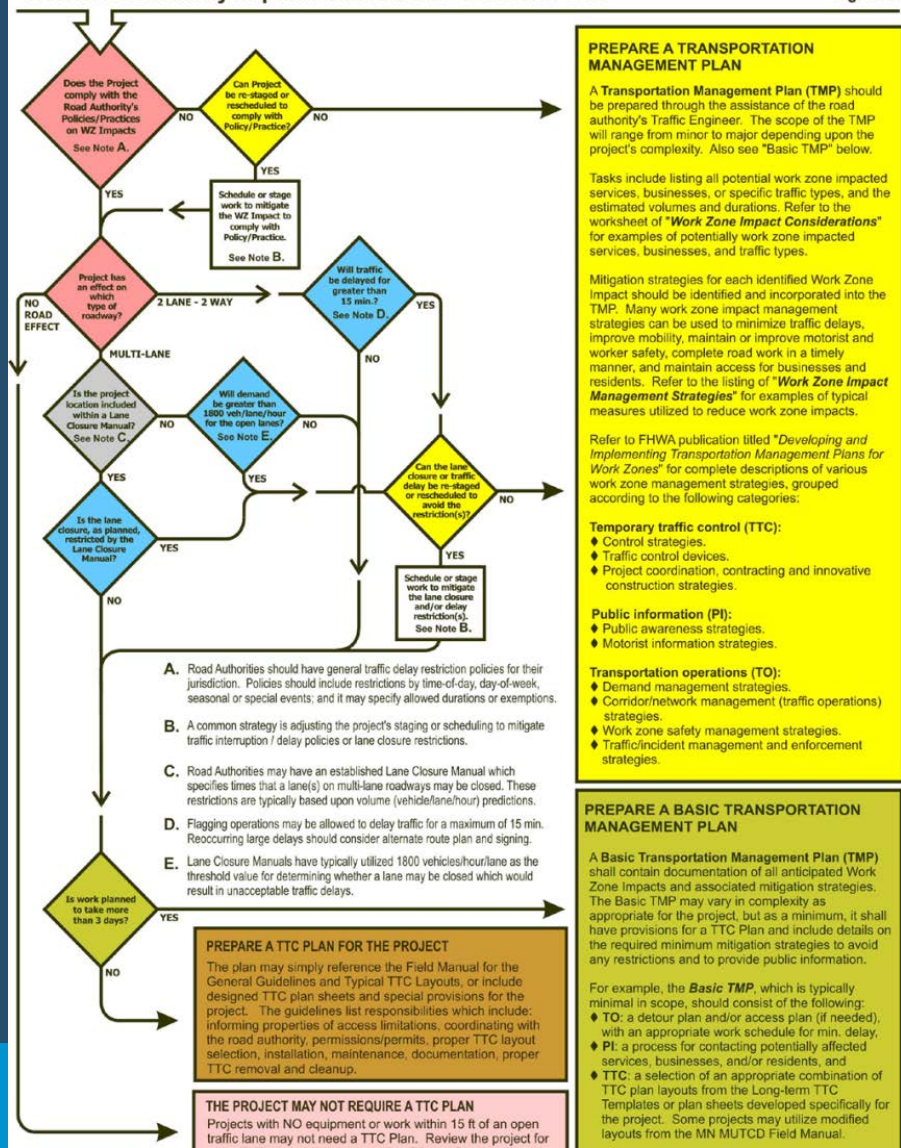 Does the Project
comply with the
Road Authority's
Policies/Practices
on WZ Impacts
See Note A.
NO
YES
Can Project
be re-staged or
rescheduled to
comply with
Policy/Practice?
NO
YES
Schedule or stage
work to mitigate
the WZ Impact to
comply with
Policy/Practice.
See Note B.
Project has
an effect on
which
type of
roadway?
NO
ROAD
EFFECT
2 LANE - 2 WAY
MULTI-LANE
Will traffic
be delayed for
greater than
15 min.?
See Note D.
YES
NO
Is the project
location included
within a Lane
Closure Manual?
See Note C.
NO
YES
Will demand
be greater than
1800 veh/lane/hour
for the open lanes?
See Note E.
NO
YES
Is the lane
closure, as planned,
restricted by the
Lane Closure
Manual?
YES
NO
Can the lane
closure or traffic
delay be re-staged
or rescheduled to
avoid the
restriction(s)?
NO
YES
Schedule or stage
work to mitigate
the lane closure
and/or delay
restriction(s).
See Note B.
A. Road Authorities should have general traffic delay restriction policies for their
jurisdiction. Policies should include restrictions by time-of-day, day-of-week,
seasonal or special events; and it may specify allowed durations or exemptions.
B. A common strategy is adjusting the project's staging or scheduling to mitigate
traffic interruption / delay policies or lane closure restrictions.
C. Road Authorities may have an established Lane Closure Manual which
specifies times that a lane(s) on multi-lane roadways may be closed. These
restrictions are typically based upon volume (vehicle/lane/hour) predictions.
D. Flagging operations may be allowed to delay traffic for a maximum of 15 min.
Reoccurring large delays should consider alternate route plan and signing.
E. Lane Closure Manuals have typically utilized 1800 vehicles/hour/lane as the
threshold value for determining whether a lane may be closed which would
result in unacceptable traffic delays.
Is work planned
to take more
than 3 days?
YES
NO
PREPARE A TTC PLAN FOR THE PROJECT
The plan may simply reference the Field Manual for the
General Guidelines and Typical TTC Layouts, or include
designed TTC plan sheets and special provisions for the
project. The guidelines list responsibilities which include:
informing properties of access limitations, coordinating with
the road authority, permissions/permits, proper TTC layout
selection, installation, maintenance, documentation, proper
TTC removal and cleanup.
THE PROJECT MAY NOT REQUIRE A TTC PLAN
Projects with NO equipment or work within 15 ft of an open
traffic lane may not need a TTC Plan. Review the project for
PREPARE A TRANSPORTATION
MANAGEMENT PLAN
A Transportation Management Plan (TMP) should
be prepared through the assistance of the road
authority's Traffic Engineer. The scope of the TMP
will range from minor to major depending upon the
project's complexity. Also see "Basic TMP" below.
Tasks include listing all potential work zone impacted
services, businesses, or specific traffic types, and the
estimated volumes and durations. Refer to the
worksheet of "Work Zone Impact Considerations"
for examples of potentially work zone impacted
services, businesses, and traffic types.
Mitigation strategies for each identified Work Zone
Impact should be identified and incorporated into the
TMP. Many work zone impact management
strategies can be used to minimize traffic delays,
improve mobility, maintain or improve motorist and
worker safety, complete road work in a timely
manner, and maintain access for businesses and
residents. Refer to the listing of "Work Zone Impact
Management Strategies" for examples of typical
measures utilized to reduce work zone impacts.
Refer to FHWA publication titled "Developing and
Implementing Transportation Management Plans for
Work Zones" for complete descriptions of various
work zone management strategies, grouped
according to the following categories:
Temporary traffic control (TTC):
♦ Control strategies.
♦ Traffic control devices.
♦ Project coordination, contracting and innovative
construction strategies.
Public information (PI):
♦ Public awareness strategies.
♦ Motorist information strategies.
Transportation operations (TO):
♦ Demand management strategies.
♦ Corridor/network management (traffic operations)
strategies.
♦ Work zone safety management strategies.
♦ Traffic/incident management and enforcement
strategies.
PREPARE A BASIC TRANSPORTATION
MANAGEMENT PLAN
A Basic Transportation Management Plan (TMP)
shall contain documentation of all anticipated Work
Zone Impacts and associated mitigation strategies.
The Basic TMP may vary in complexity as
appropriate for the project, but as a minimum, it shall
have provisions for a TTC Plan and include details on
the required minimum mitigation strategies to avoid
any restrictions and to provide public information.
For example, the Basic TMP, which is typically
minimal in scope, should consist of the following:
♦ TO: a detour plan and/or access plan (if needed),
with an appropriate work schedule for min. delay,
♦ PI: a process for contacting potentially affected
services, businesses, and/or residents, and
♦ TTC: a selection of an appropriate combination of
TTC plan layouts from the Long-term TTC
Templates or plan sheets developed specifically for
the project. Some projects may utilize modified
layouts from the MN MUTCD Field Manual.